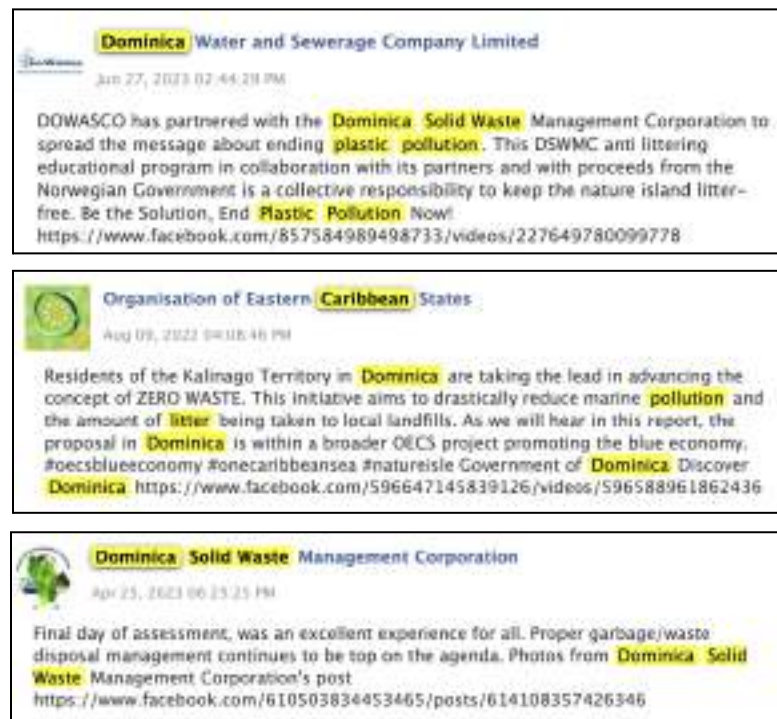 Dominica Water and Sewerage Company Limited
Jun 27, 2023 02:44:29 PM
DOWASCO has partnered with the Dominica Solid Waste Management Corporation to
spread the message about ending plastic pollution. This DSWMC anti littering
educational program in collaboration with its partners and with proceeds from the
Norwegian Government is a collective responsibility to keep the nature island litter-
free. Be the Solution, End Plastic Pollution Now!
https://www.facebook.com/857584989498733/videos/227649780099778
Organisation of Eastern Caribbean States
Aug 09, 2022 04:08:46 PM
Residents of the Kalinago Territory in Dominica are taking the lead in advancing the
concept of ZERO WASTE. This initiative aims to drastically reduce marine pollution and
the amount of litter being taken to local landfills. As we will hear in this report, the
proposal in Dominica is within a broader OECS project promoting the blue economy.
#oecsblueeconomy #onecaribbeansea #natureisle Government of Dominica Discover
Dominica https://www.facebook.com/596647145839126/videos/596588961862436
Dominica Solid Waste Management Corporation
Apr 25, 2023 06:25:25 PM
Final day of assessment, was an excellent experience for all. Proper garbage/waste
disposal management continues to be top on the agenda. Photos from Dominica Solid
Waste Management Corporation's post
https://www.facebook.com/610503834453465/posts/614108357426346